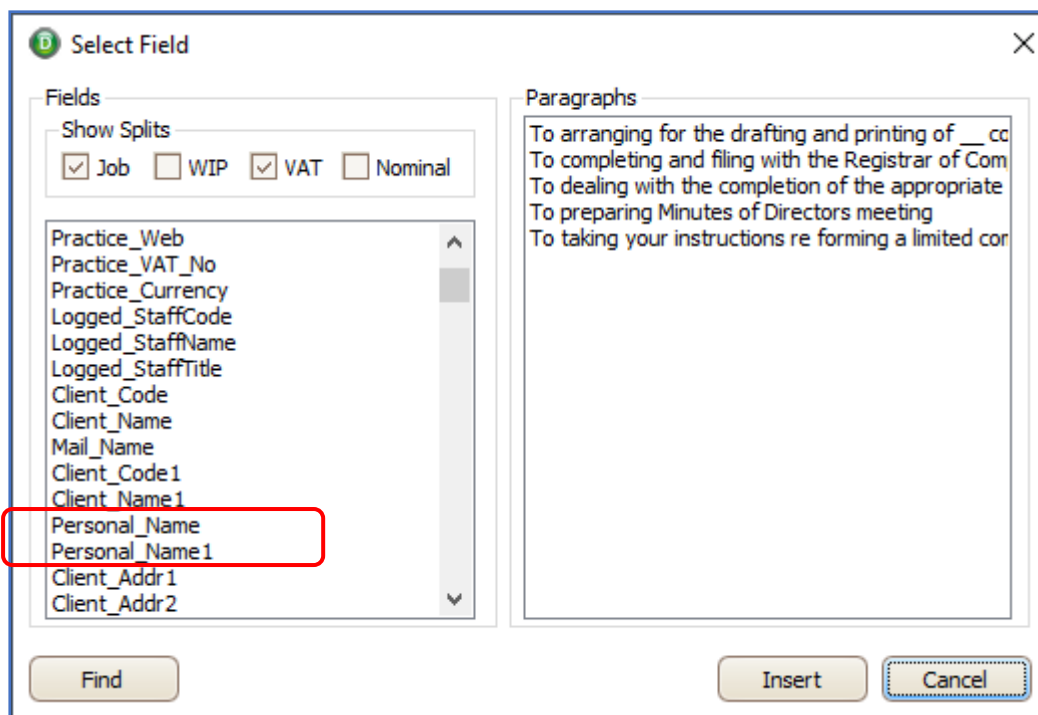 Select Field
Fields
Show Splits
Job WIP VAT Nominal
Practice_Web
Practice_VAT_No
Practice_Currency
Logged_StaffCode
Logged_StaffName
Logged_StaffTitle
Client_Code
Client_Name
Mail_Name
Client_Code1
Client_Name1
Personal_Name
Personal_Name1
Client_Addr1
Client_Addr2
Paragraphs
To arranging for the drafting and printing of __ co
To completing and filing with the Registrar of Com
To dealing with the completion of the appropriate
To preparing Minutes of Directors meeting
To taking your instructions re forming a limited cor
Find
Insert
Cancel